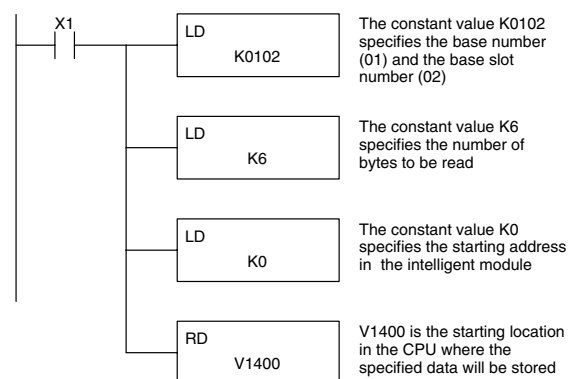 X1
LD
K0102
The constant value K0102
specifies the base number
(01) and the base slot
number (02)
LD
K6
The constant value K6
specifies the number of
bytes to be read
LD
K0
The constant value K0
specifies the starting address
in the intelligent module
RD
V1400
V1400 is the starting location
in the CPU where the
specified data will be stored